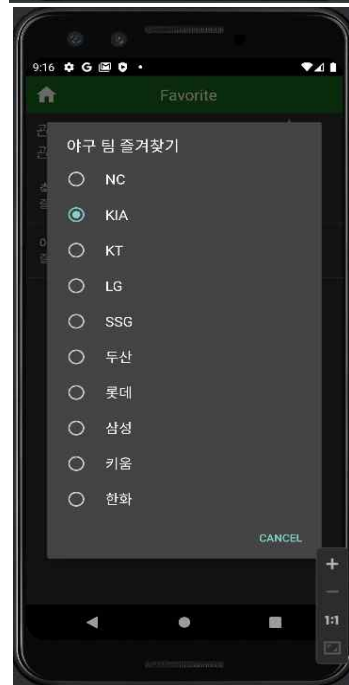 9:16 G
Favorite
야구 팀 즐겨찾기
NC
KIA
KT
LG
SSG
두산
롯데
삼성
키움
한화
CANCEL
1:1